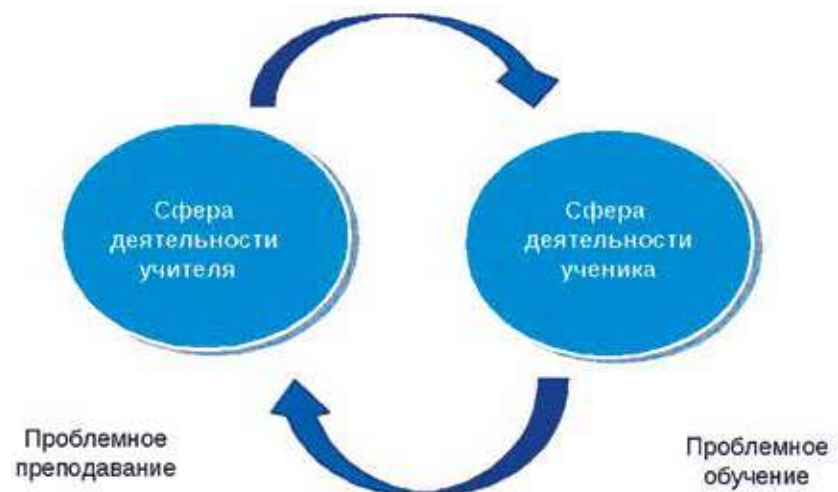 Сфера
деятельности
учителя
Сфера
деятельности
ученика
Проблемное
преподавание
Проблемное
обучение